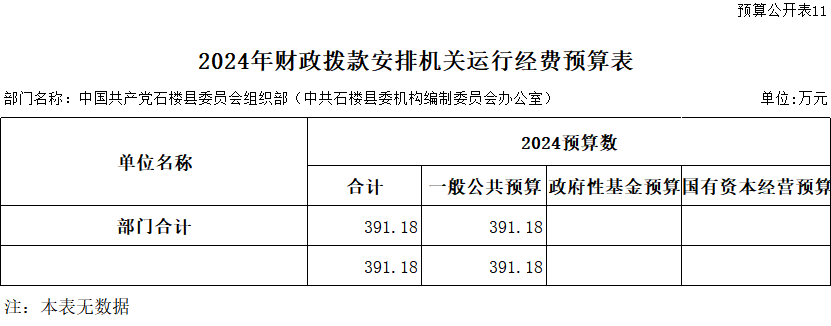 预算公开表11
2024年财政拨款安排机关运行经费预算表
部门名称：中国共产党石楼县委员会组织部（中共石楼县委机构编制委员会办公室） 单位:万元
单位名称 2024预算数
合计 一般公共预算 政府性基金预算 国有资本经营预算
部门合计 391.18 391.18
391.18 391.18
注：本表无数据